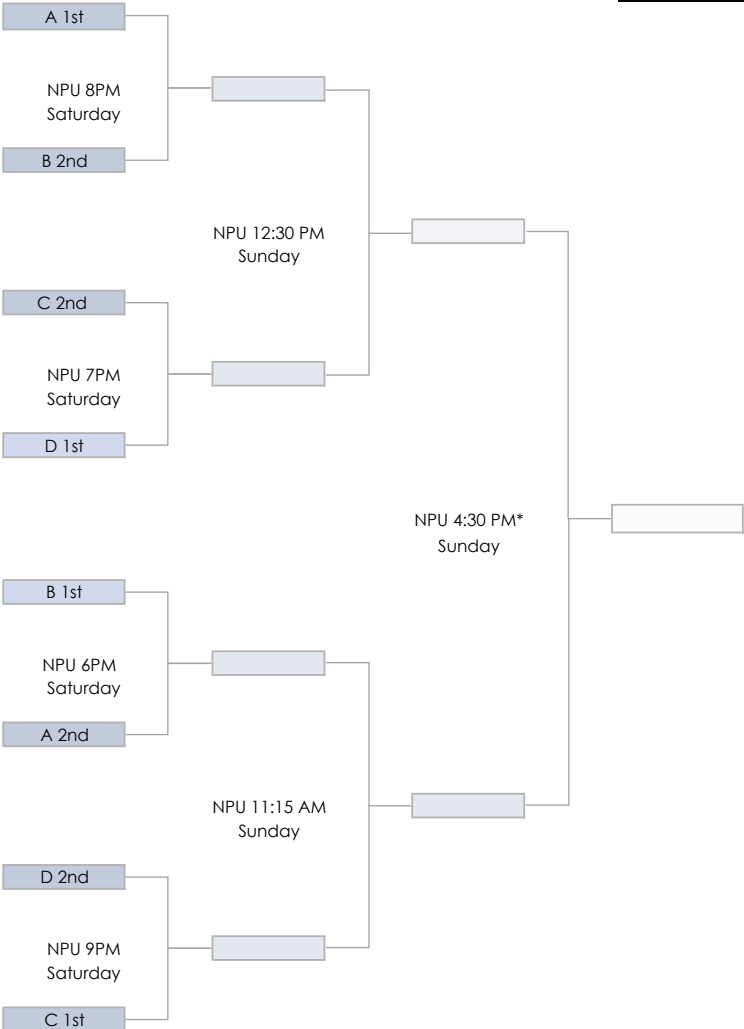 A 1st
NPU 8PM
Saturday
B 2nd
NPU 12:30 PM
Sunday
C 2nd
NPU 7PM
Saturday
D 1st
NPU 4:30 PM*
Sunday
B 1st
NPU 6PM
Saturday
A 2nd
NPU 11:15 AM
Sunday
D 2nd
NPU 9PM
Saturday
C 1st